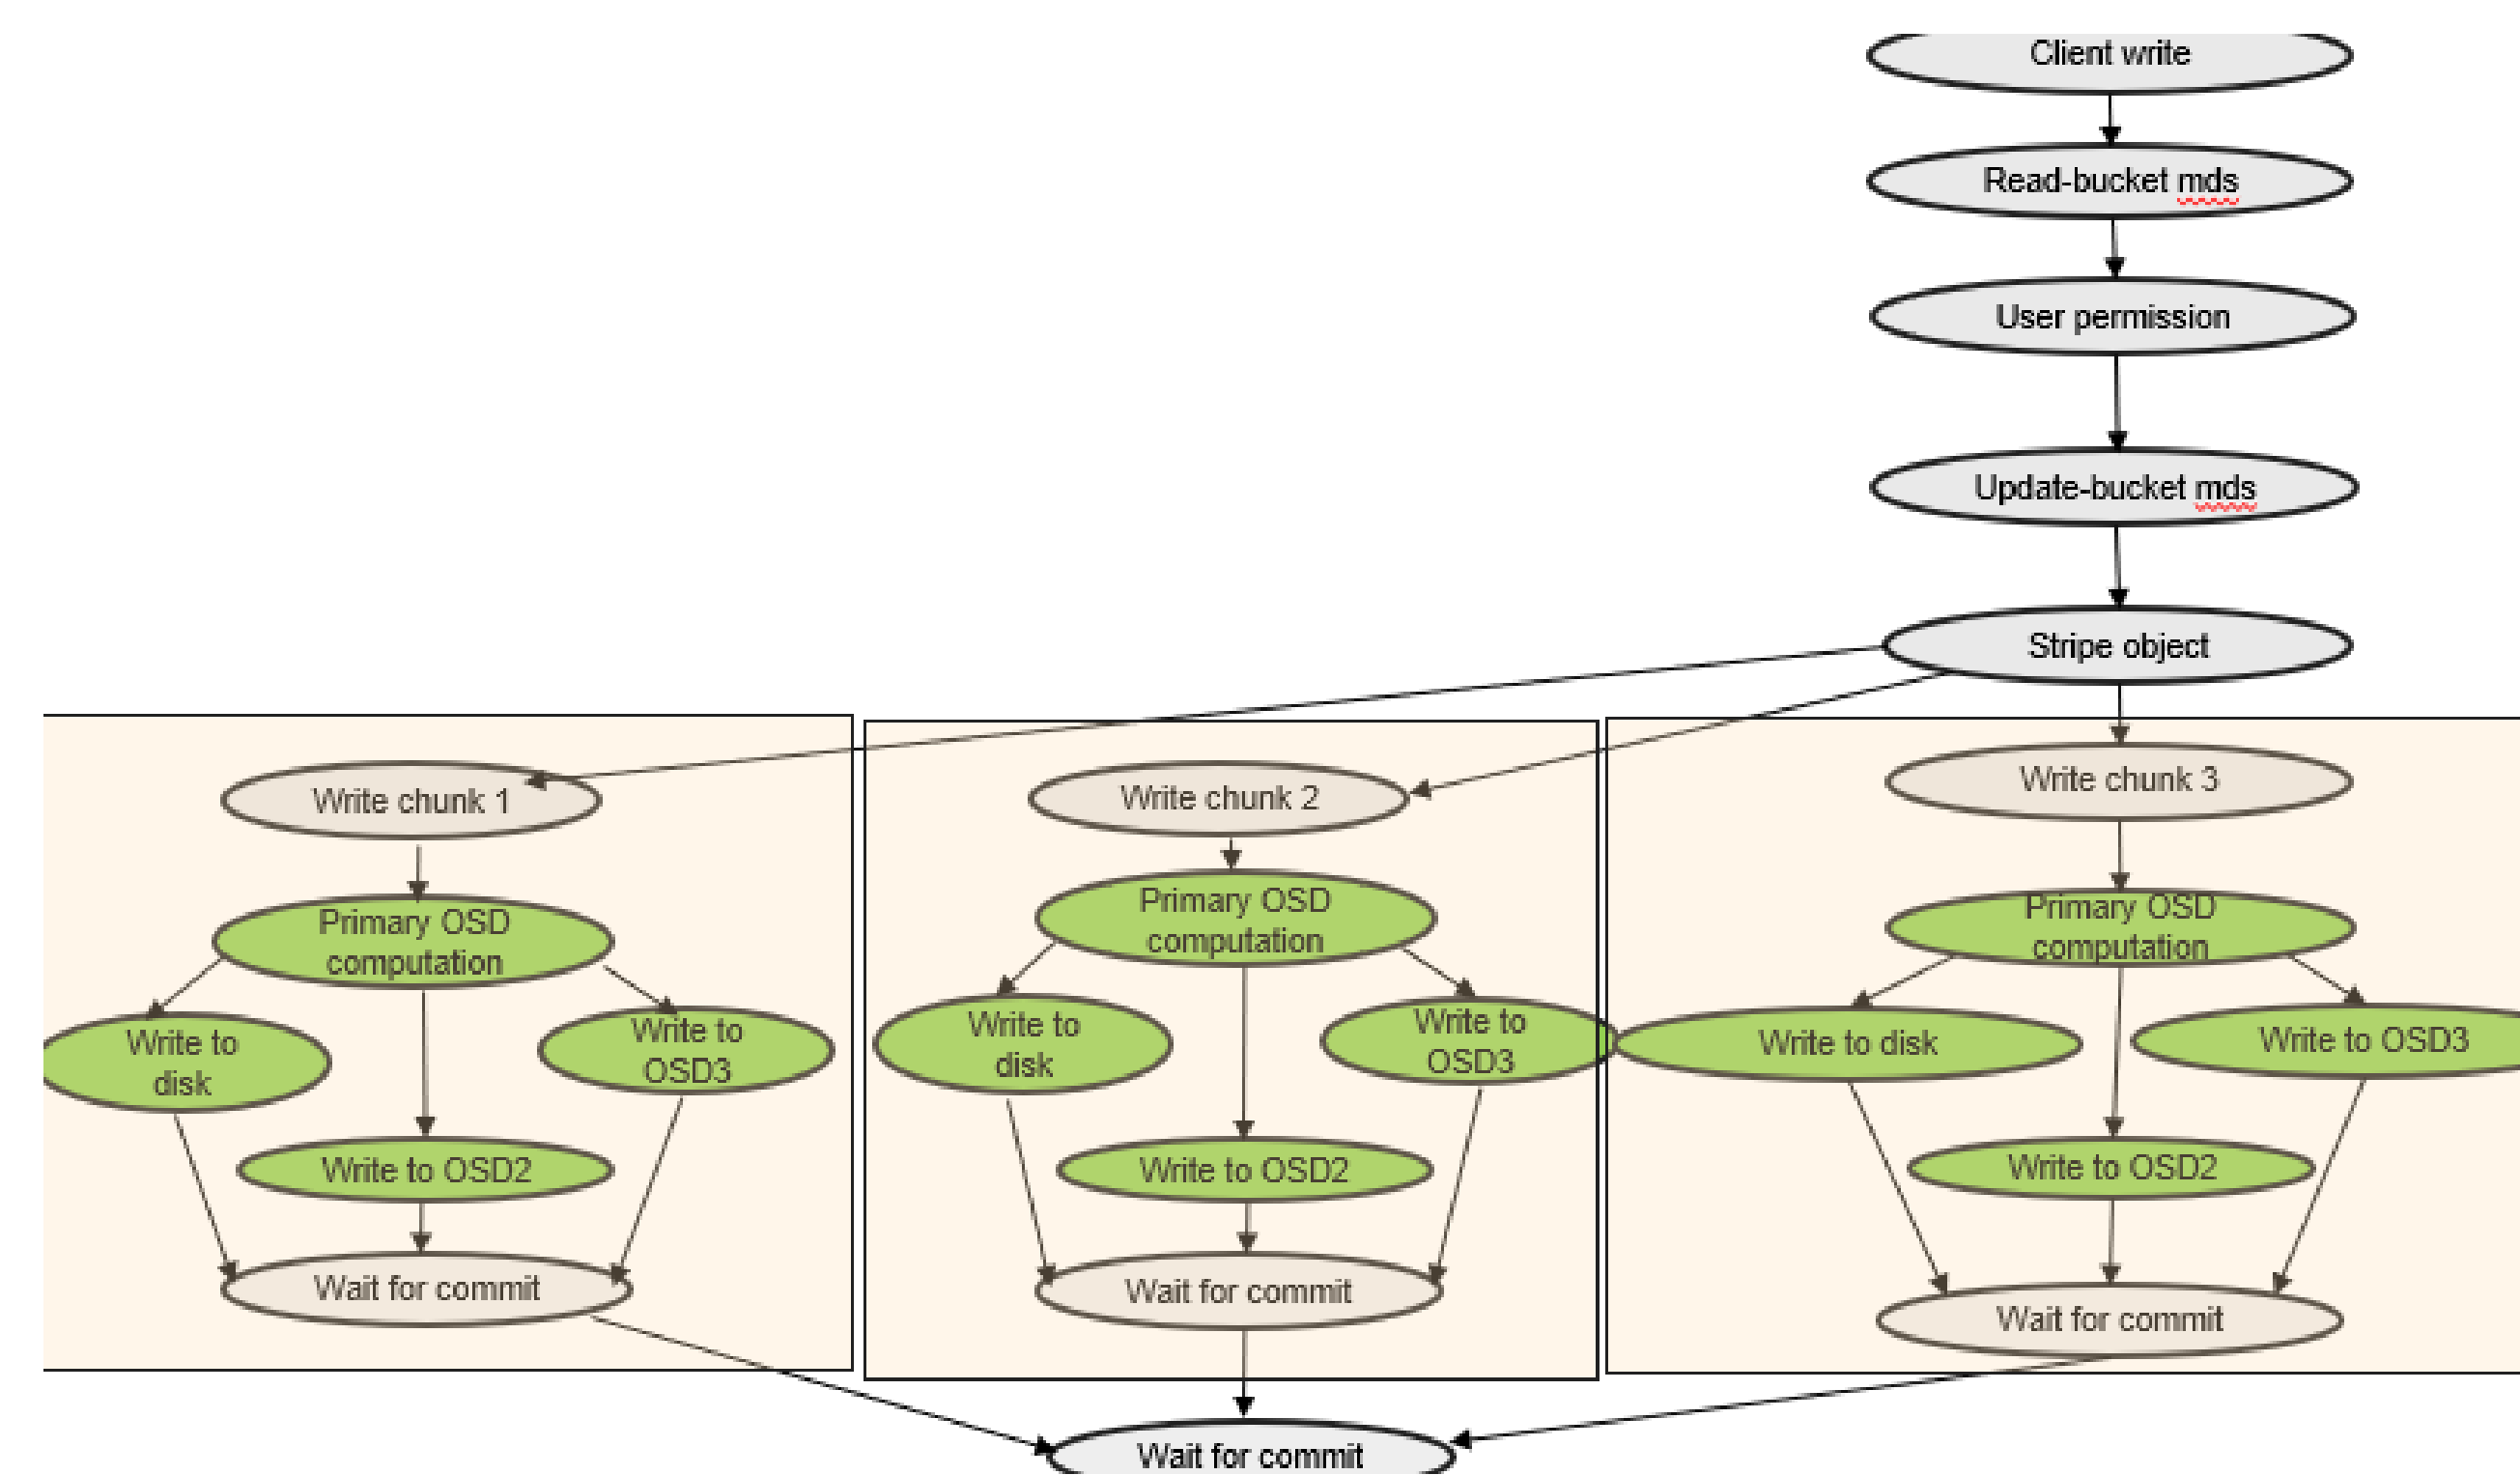 Client write
Read-bucket mds
User permission
Update-bucket mds
Stripe object
Write chunk 1
Primary OSD
computation
Write to
disk
Write to
OSD3
Write to OSD2
Wait for commit
Write chunk 2
Primary OSD
computation
Write to
disk
Write to
OSD3
Write to OSD2
Wait for commit
Write chunk 3
Primary OSD
computation
Write to disk
Write to OSD3
Write to OSD2
Wait for commit
Wait for commit